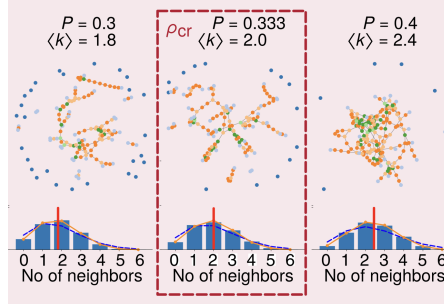 P = 0.3
⟨k⟩ = 1.8
ρcr
P = 0.333
⟨k⟩ = 2.0
P = 0.4
⟨k⟩ = 2.4
0 1 2 3 4 5 6
No of neighbors
0 1 2 3 4 5 6
No of neighbors
0 1 2 3 4 5 6
No of neighbors